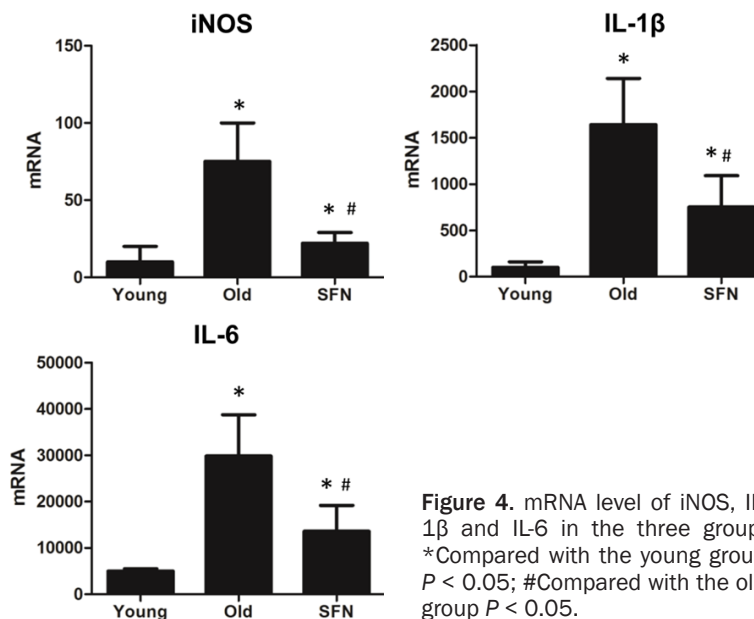 iNOS
150
100
50
0
mRNA
*
* #
Young Old SFN
IL-1β
2500
2000
1500
1000
500
0
mRNA
*
* #
Young Old SFN
IL-6
50000
40000
30000
20000
10000
0
mRNA
*
* #
Young Old SFN
Figure 4. mRNA level of iNOS, IL
1β and IL-6 in the three group
*Compared with the young grou
P < 0.05; #Compared with the ol
group P < 0.05.